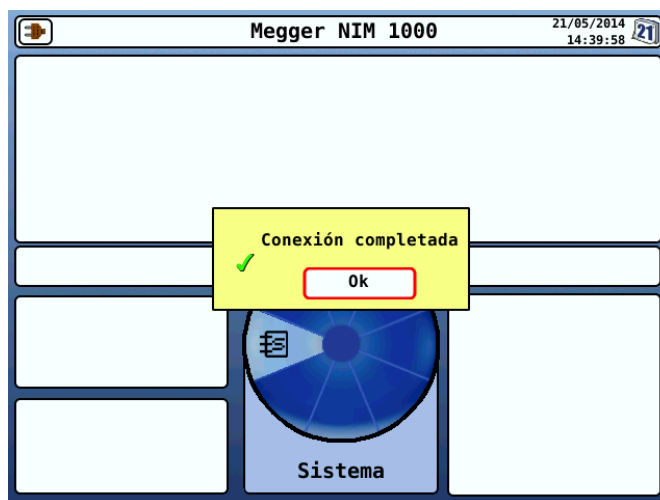 Megger NIM 1000
21/05/2014
14:39:58
21
Conexión completada
Ok
Sistema